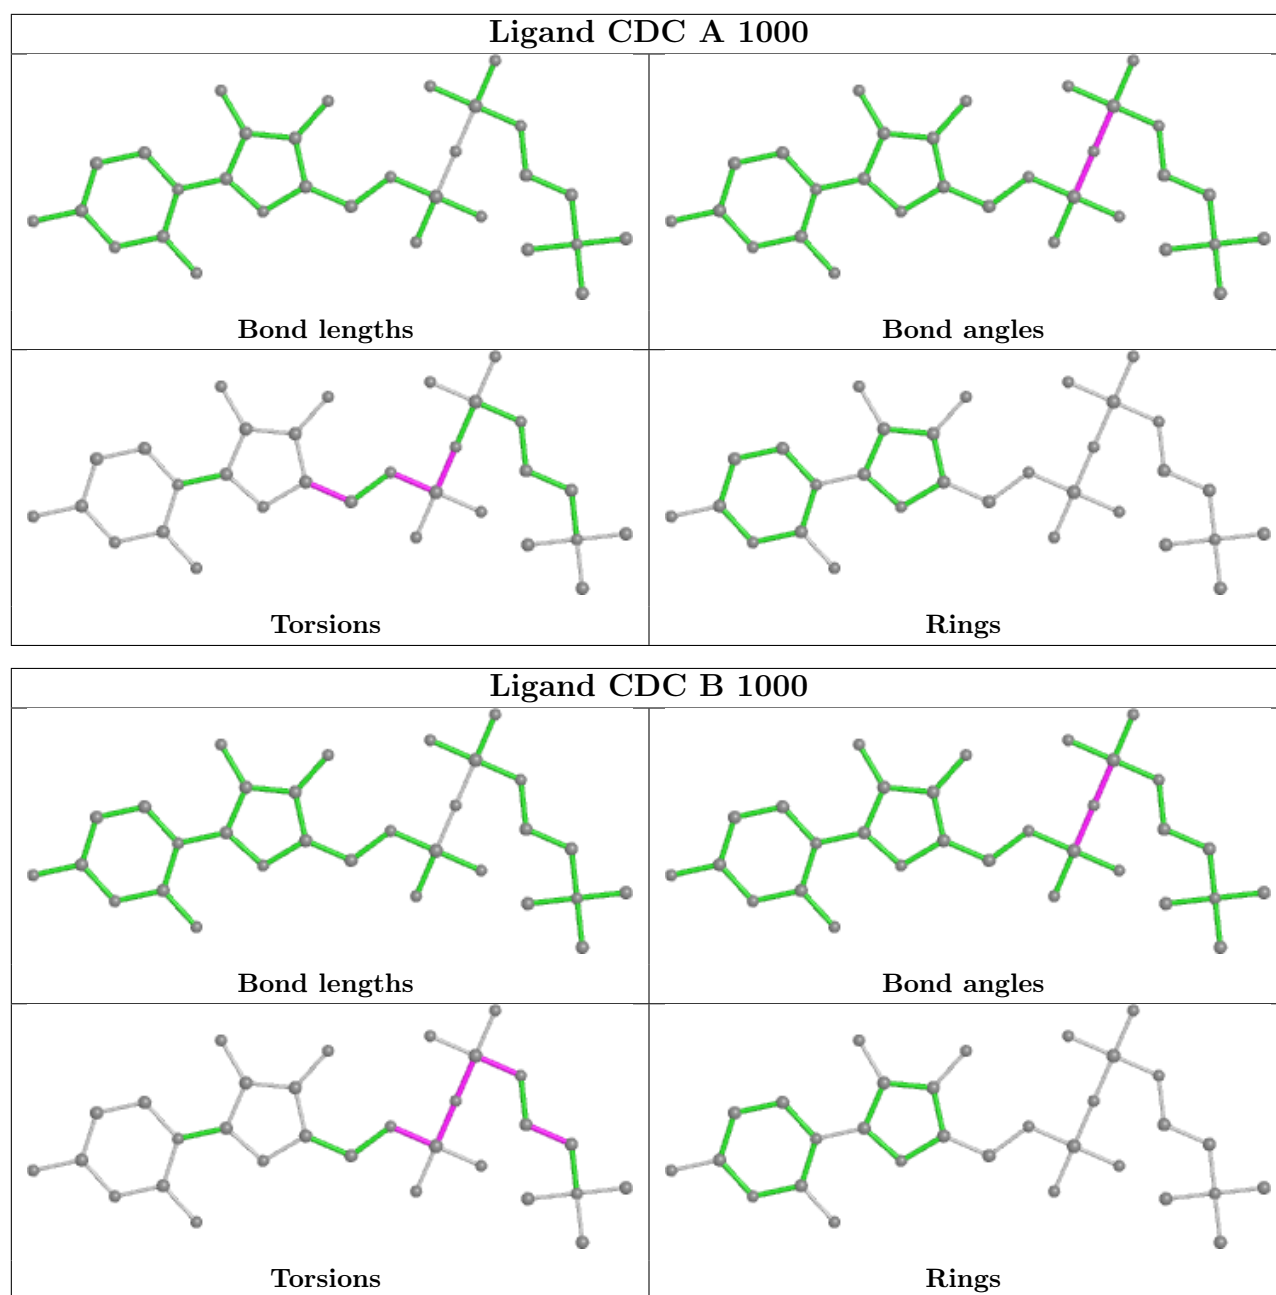 Ligand CDC A 1000
Bond lengths
Bond angles
Torsions
Rings
Ligand CDC B 1000
Bond lengths
Bond angles
Torsions
Rings